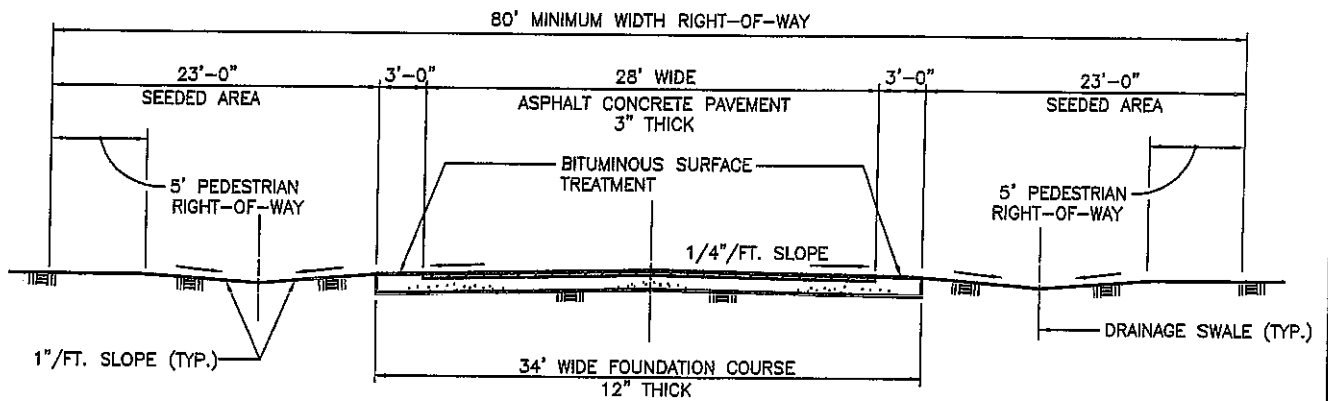 80' MINIMUM WIDTH RIGHT-OF-WAY
23'-0"
SEEDED AREA
3'-0"
28' WIDE
ASPHALT CONCRETE PAVEMENT
3" THICK
3'-0"
23'-0"
SEEDED AREA
5' PEDESTRIAN
RIGHT-OF-WAY
BITUMINOUS SURFACE
TREATMENT
5' PEDESTRIAN
RIGHT-OF-WAY
1/4"/FT. SLOPE
1"/FT. SLOPE (TYP.)
DRAINAGE SWALE (TYP.)
34' WIDE FOUNDATION COURSE
12" THICK